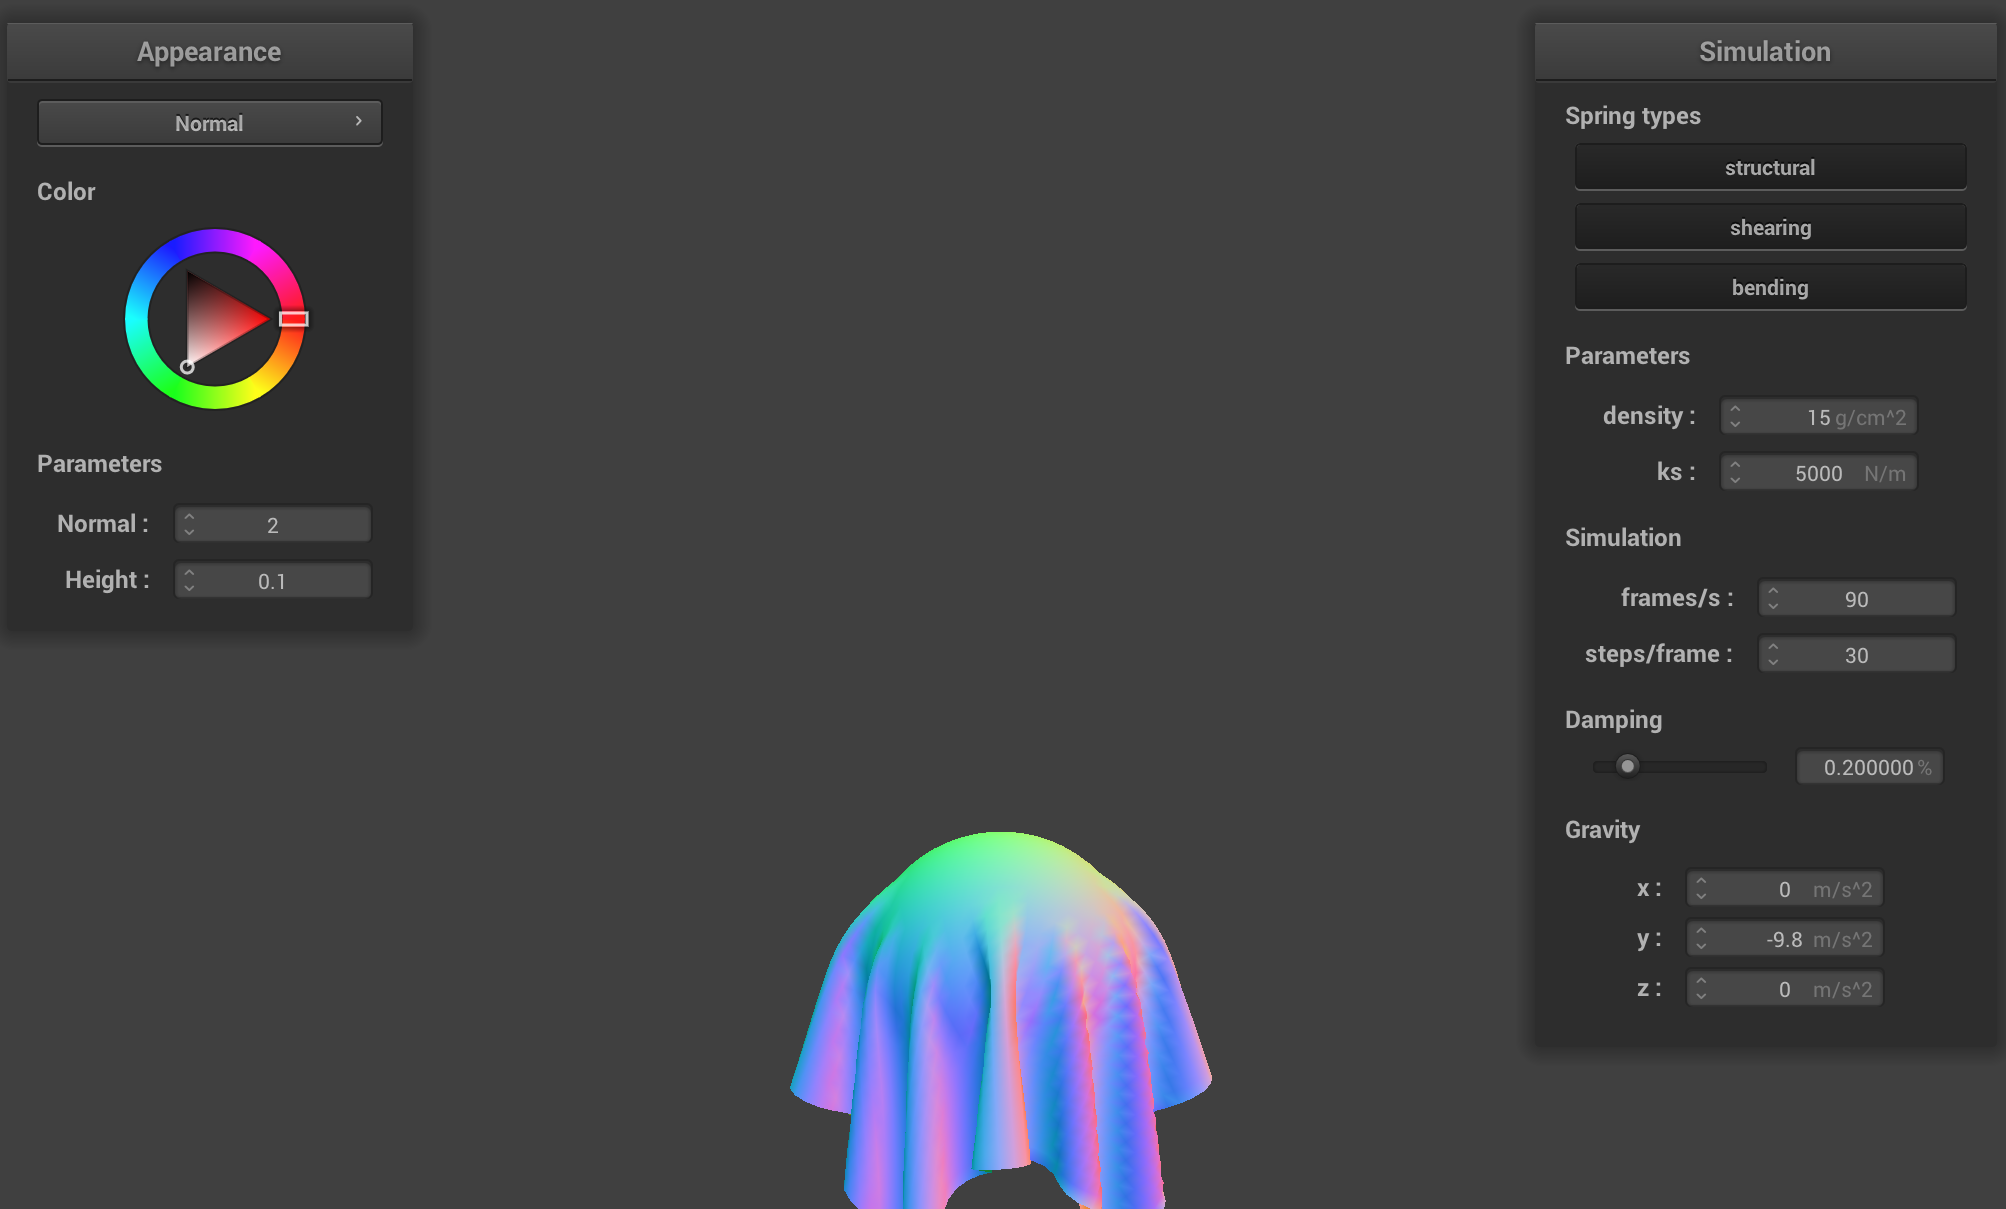 Appearance
Normal
Color
Parameters
Normal : 2
Height : 0.1
Simulation
Spring types
structural
shearing
bending
Parameters
density : 15 g/cm^2
ks : 5000 N/m
Simulation
frames/s : 90
steps/frame : 30
Damping
0.200000 %
Gravity
x : 0 m/s^2
y : -9.8 m/s^2
z : 0 m/s^2